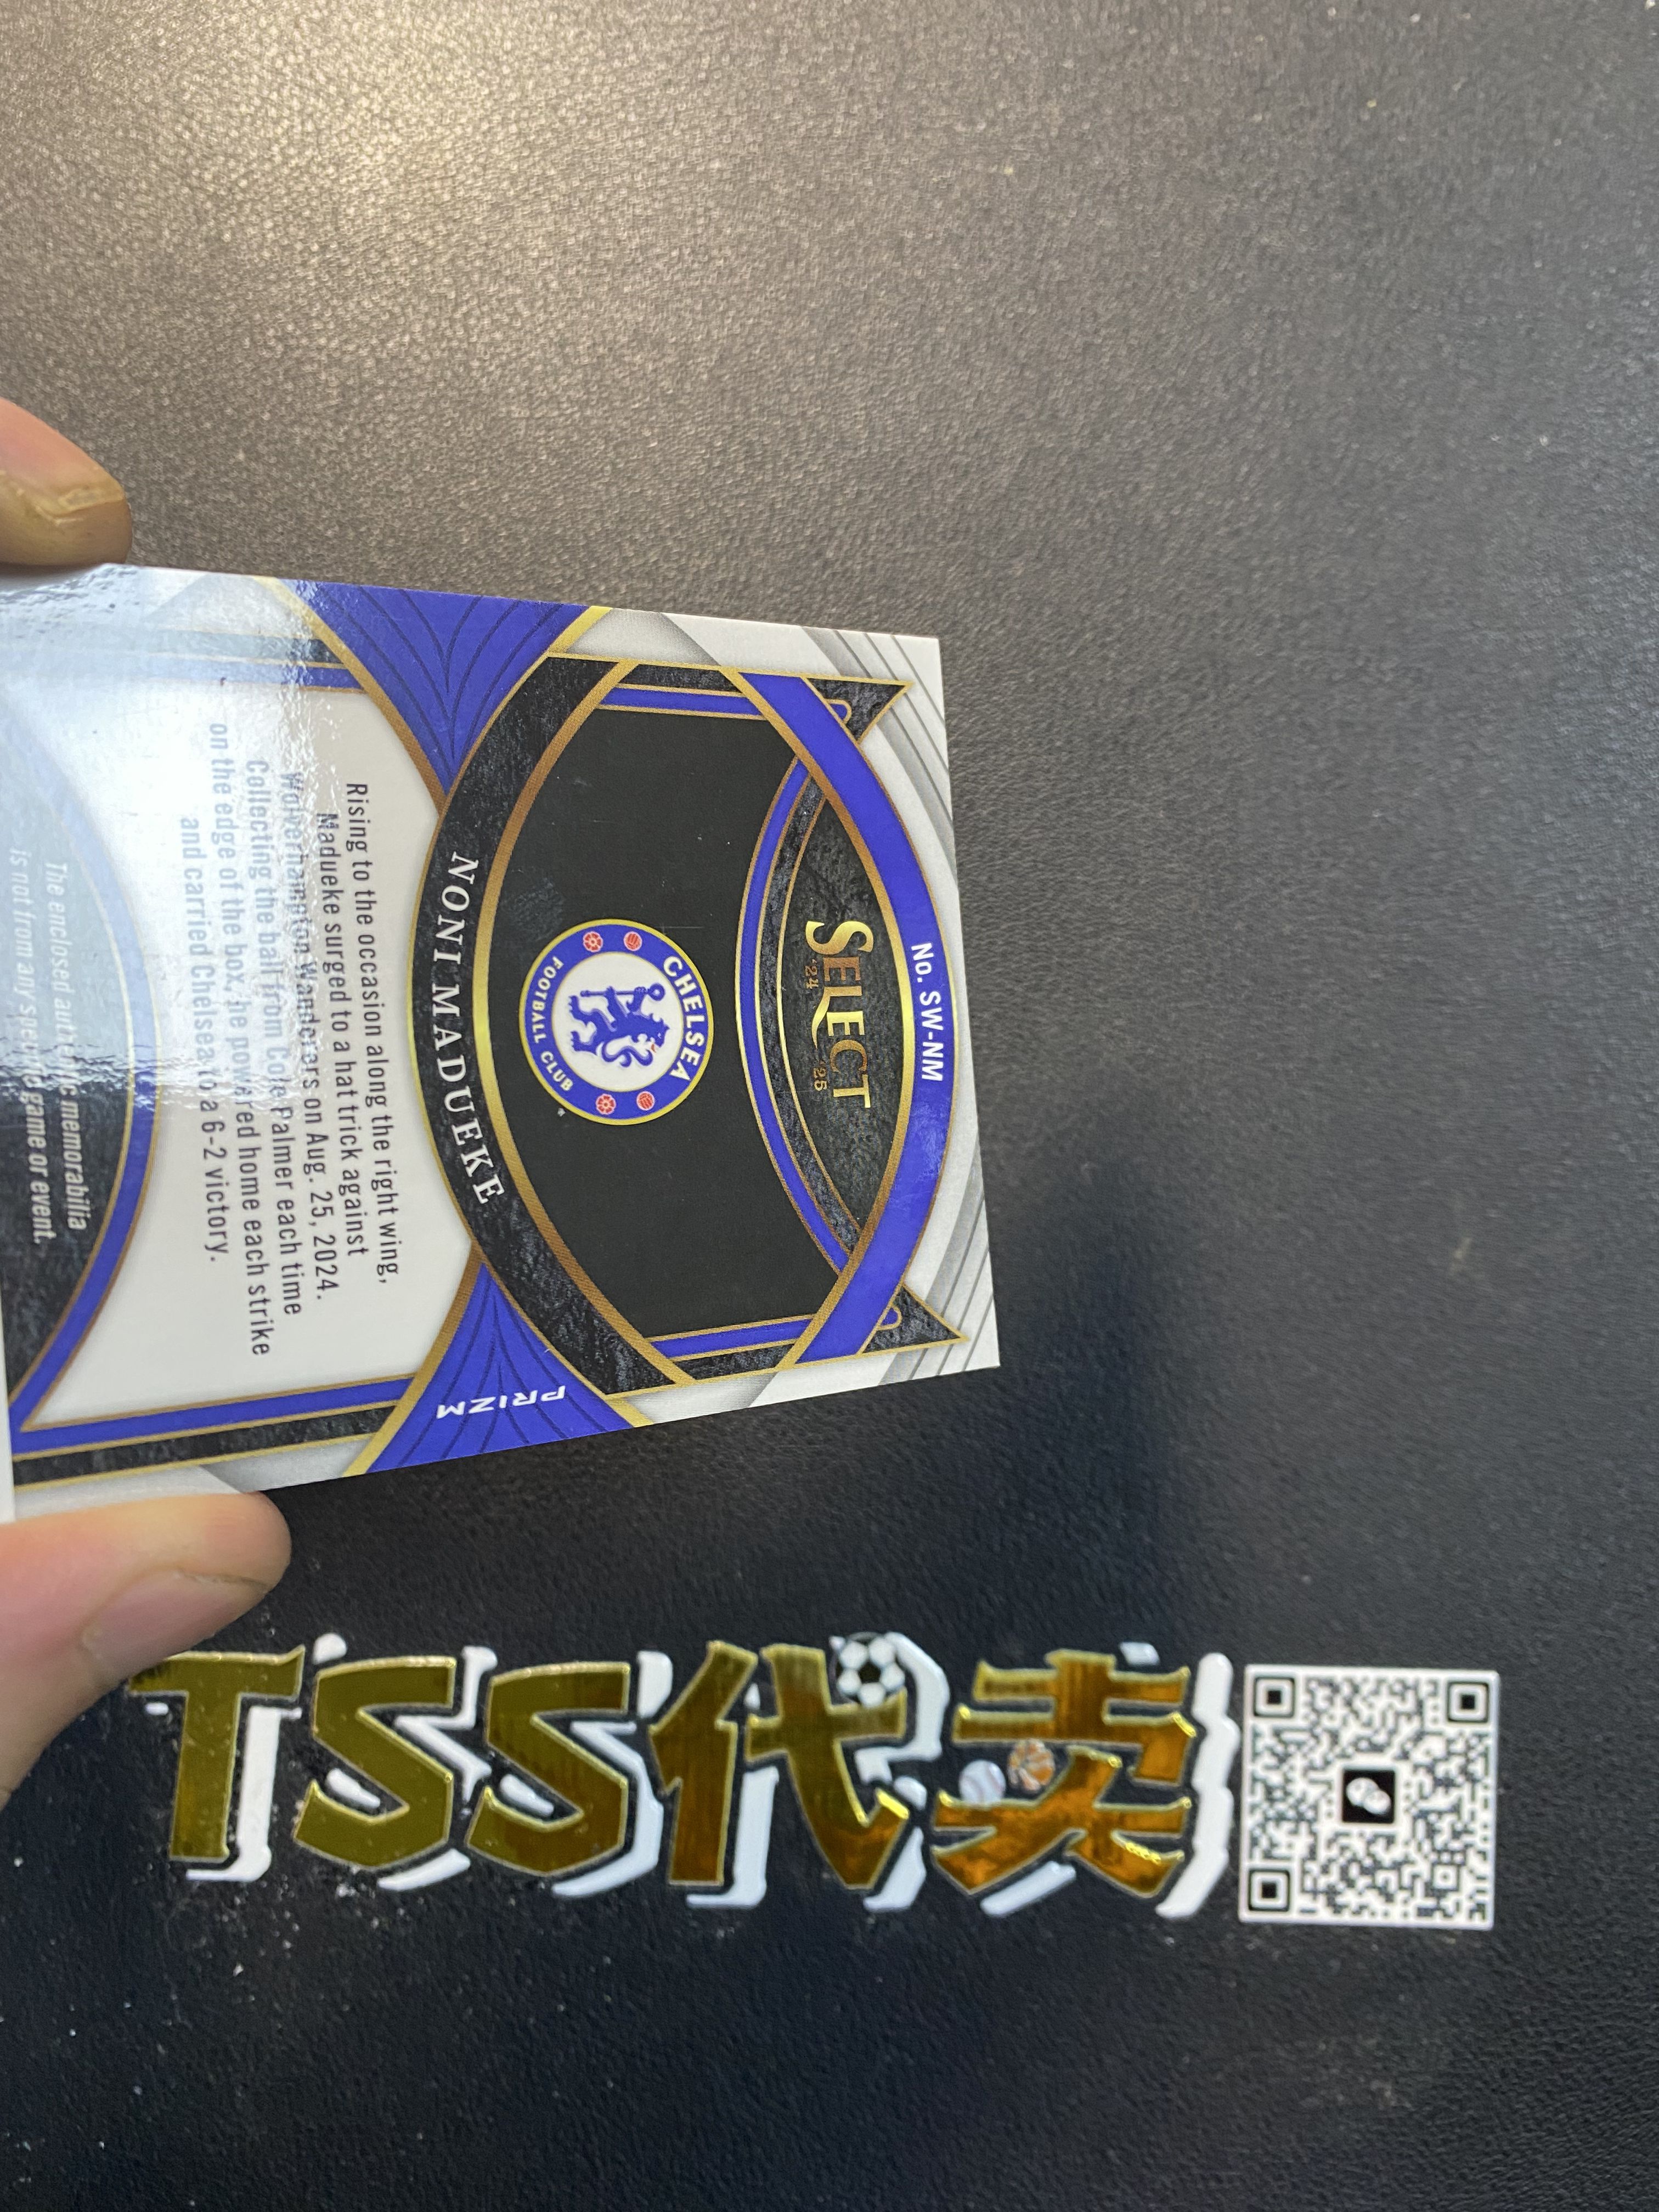 No. SW-NM
SELECT
'24 '25
CHELSEA
FOOTBALL CLUB
NONI MADUEKE
Rising to the occasion along the right wing,
Madueke surged to a hat trick against
Wolverhampton Wanderers on Aug. 25, 2024.
Collecting the ball from Cole Palmer each time
on the edge of the box, he powered home each strike
and carried Chelsea to a 6-2 victory.
PRIZM
The enclosed authentic memorabilia
is not from any specific game or event.
TSS代卖